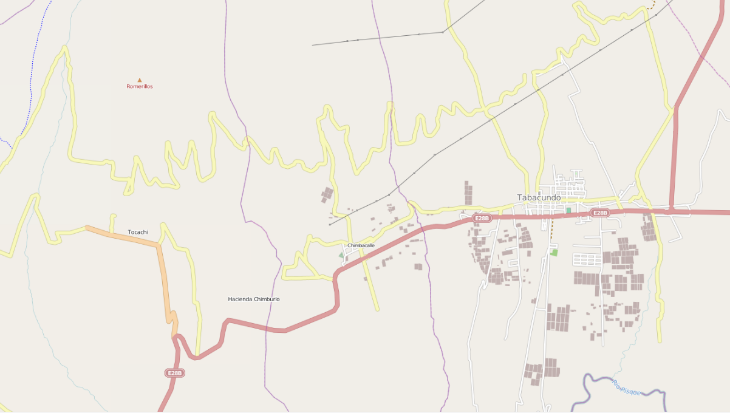 Romerillos
Tabacundo
E28B
E28B
Tocachi
Chimbacalle
Hacienda Chimburlo
E28B